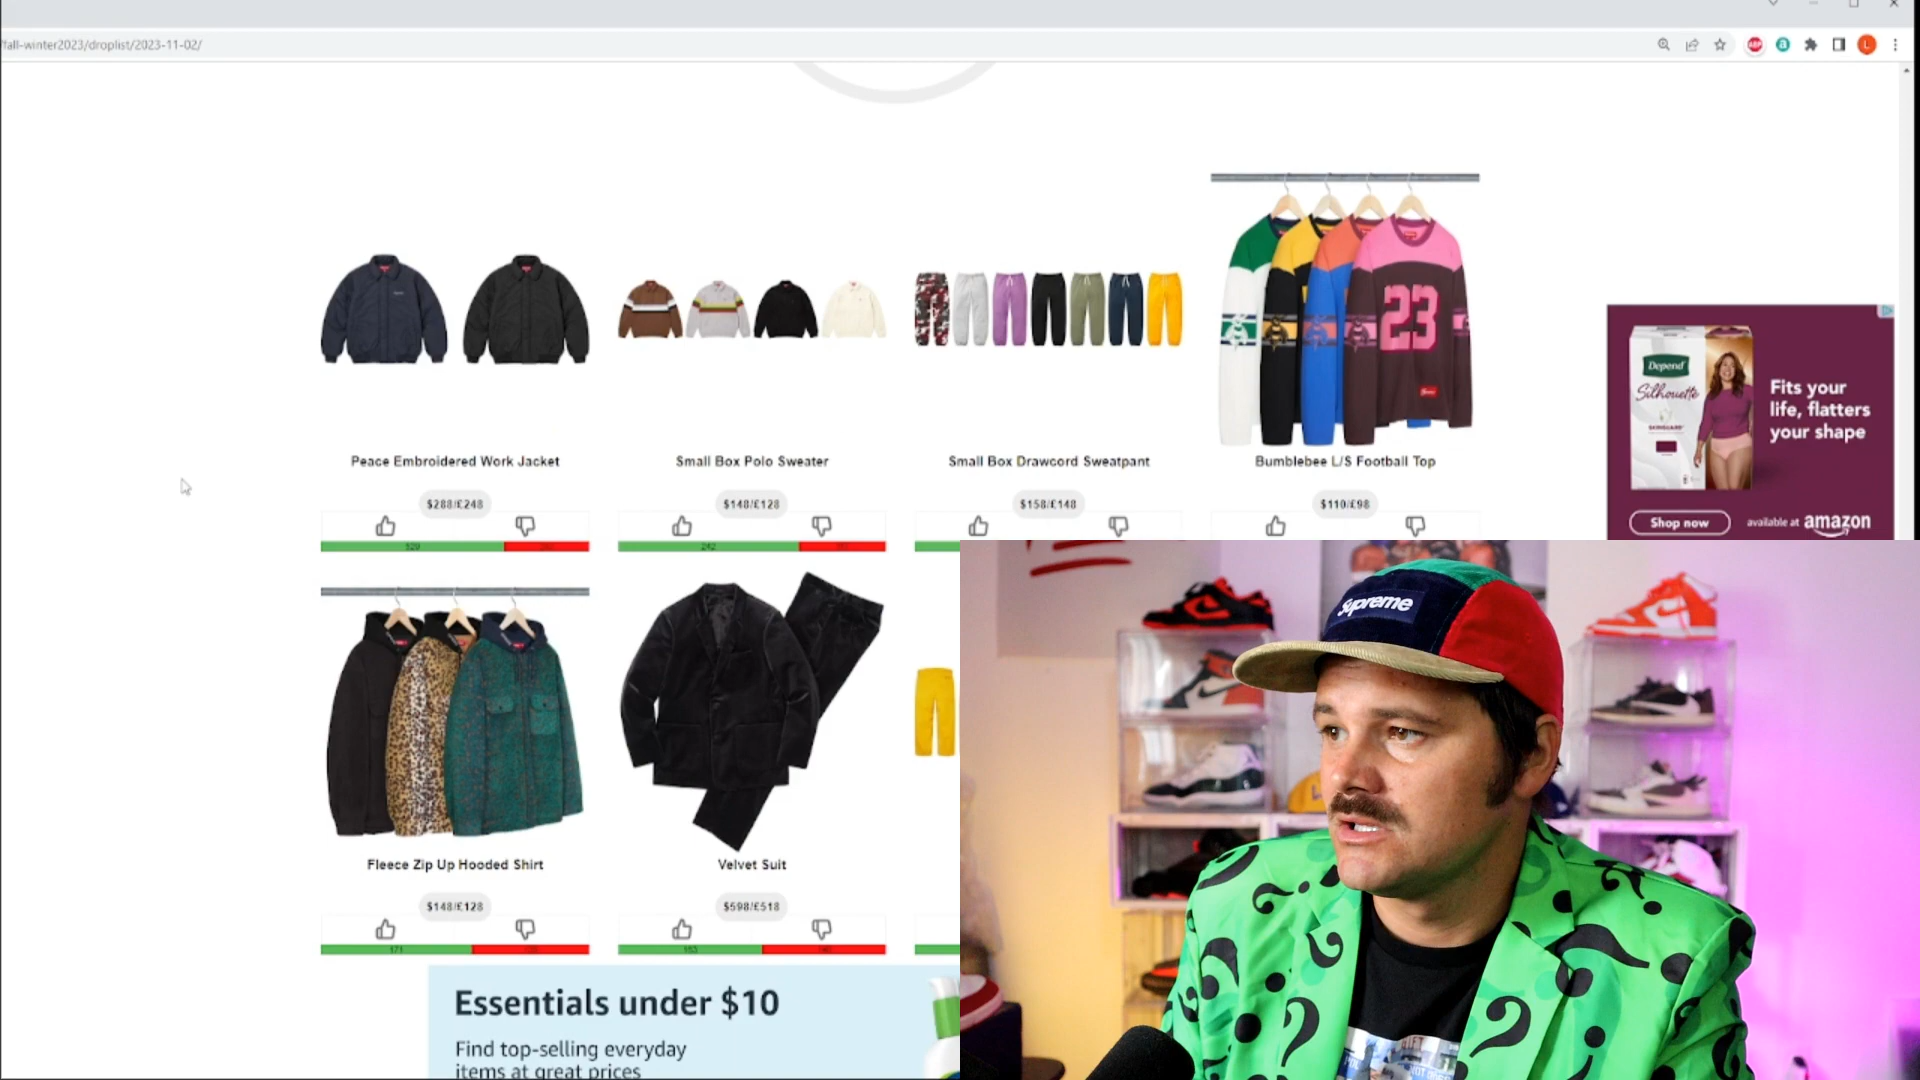 /fall-winter2023/droplist/2023-11-02/
ABP
a
L
23
Peace Embroidered Work Jacket
Small Box Polo Sweater
Small Box Drawcord Sweatpant
Bumblebee L/S Football Top
$288/£248
$148/£128
$158/£148
$110/£98
Depend
Silhouette
Fits your
life, flatters
your shape
Shop now
available at amazon
Supreme
Fleece Zip Up Hooded Shirt
Velvet Suit
$148/£128
$598/£518
Essentials under $10
Find top-selling everyday
items at great prices